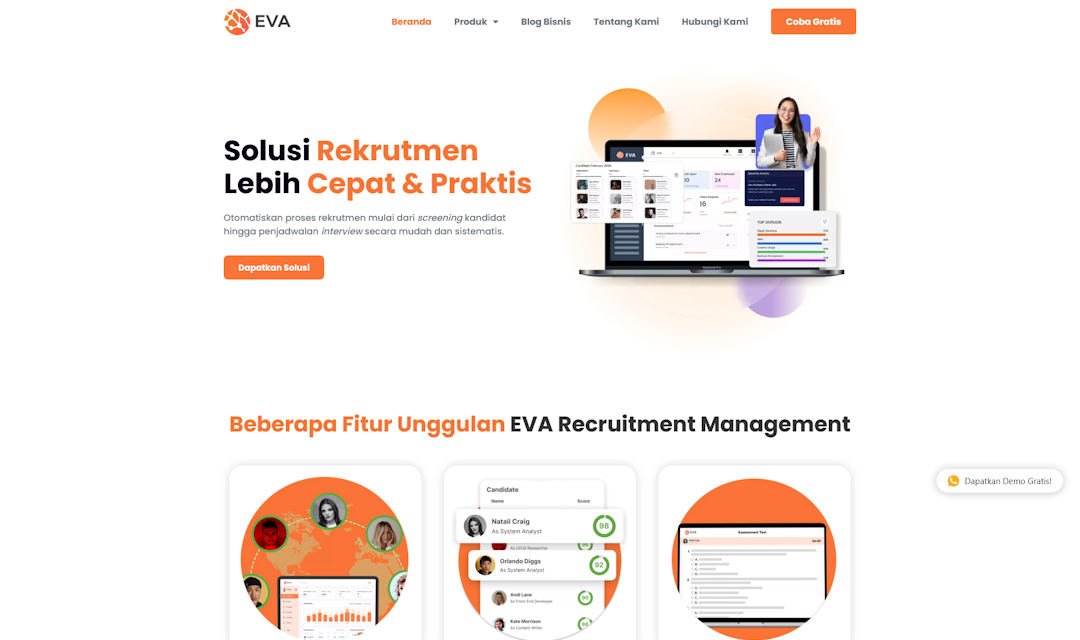 EVA
Beranda
Produk
Blog Bisnis
Tentang Kami
Hubungi Kami
Coba Gratis
Solusi Rekrutmen
Lebih Cepat & Praktis
Otomatiskan proses rekrutmen mulai dari screening kandidat
hingga penjadwalan interview secara mudah dan sistematis.
Dapatkan Solusi
EVA
TOP DIVISION
Beberapa Fitur Unggulan EVA Recruitment Management
Candidate
Name Score
Natali Craig
As System Analyst
98
As UI/UX Researcher
Orlando Diggs
As System Analyst
92
Andi Lane
As Front End Developer
90
Kate Morrison
As Content Writer
Assessment Test
Dapatkan Demo Gratis!